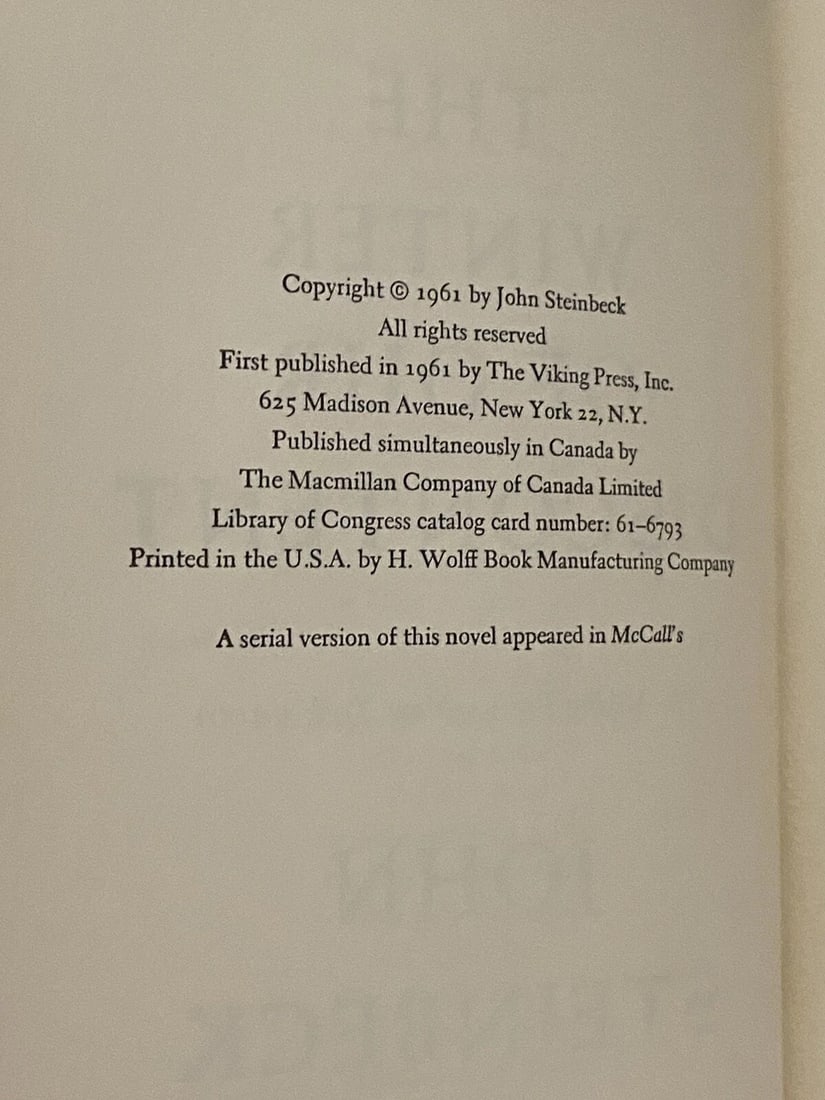 Copyright © 1961 by John Steinbeck
All rights reserved
First published in 1961 by The Viking Press, Inc.
625 Madison Avenue, New York 22, N.Y.
Published simultaneously in Canada by
The Macmillan Company of Canada Limited
Library of Congress catalog card number: 61–6793
Printed in the U.S.A. by H. Wolff Book Manufacturing Company
A serial version of this novel appeared in McCall's